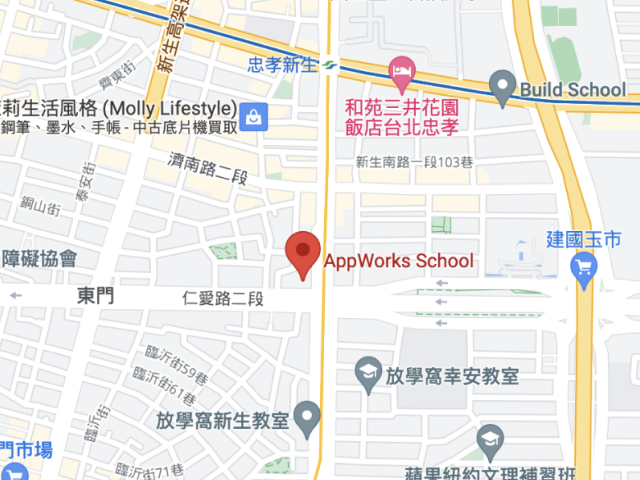 新生高架道
忠孝新生
Build School
齊東街
莉生活風格 (Molly Lifestyle)
鋼筆、墨水、手帳 - 中古底片機買取
和苑三井花園
飯店台北忠孝
新生南路一段103巷
濟南路二段
泰安街
銅山街
障礙協會
AppWorks School
建國玉市
東門
仁愛路二段
臨沂街59巷
臨沂街61巷
臨沂街
放學窩幸安教室
放學窩新生教室
門市場
臨沂街71巷
蘋果紐約文理補習班